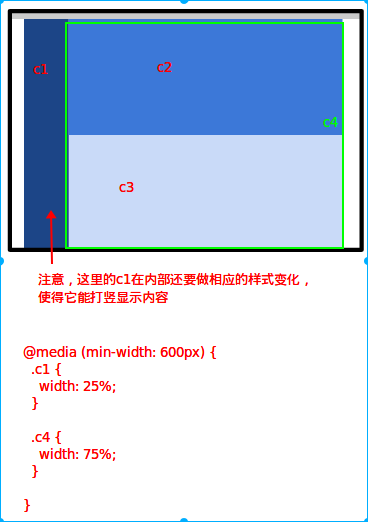 c1
c2
c4
c3
注意，这里的c1在内部还要做相应的样式变化，
使得它能打竖显示内容
@media (min-width: 600px) {
.c1 {
width: 25%;
}
.c4 {
width: 75%;
}
}